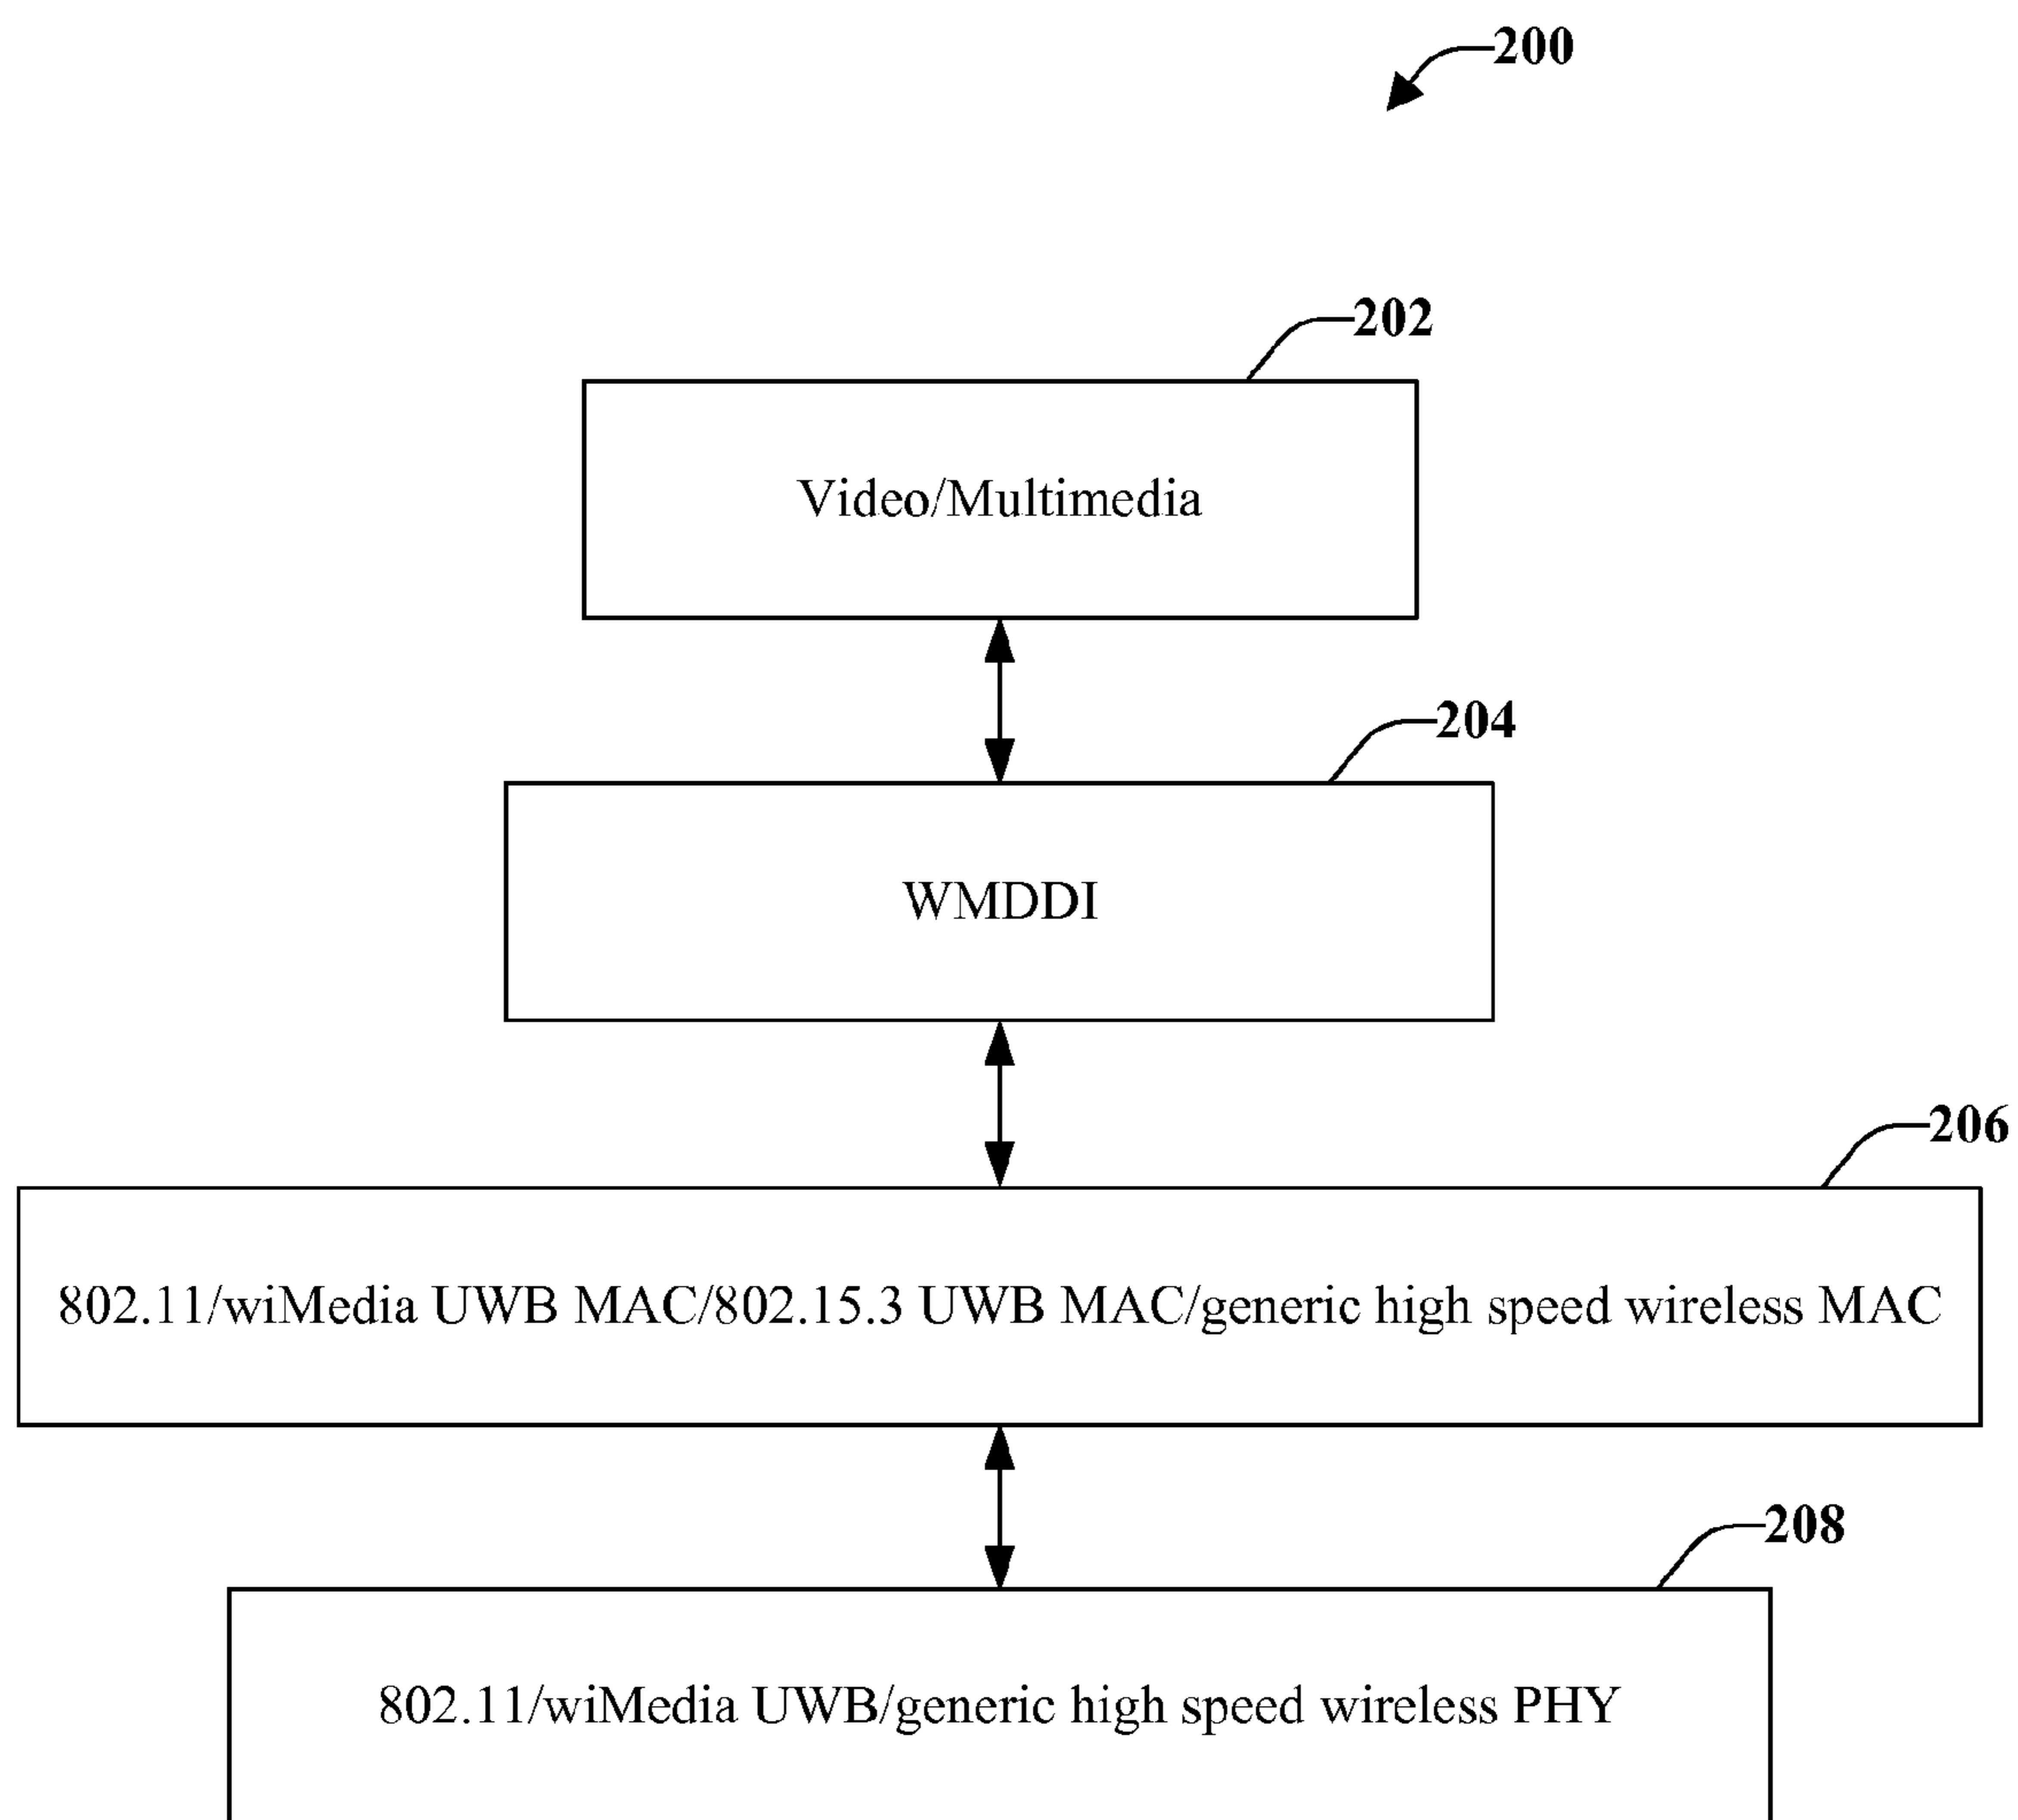 200
202
Video/Multimedia
204
WMDDI
206
802.11/wiMedia UWB MAC/802.15.3 UWB MAC/generic high speed wireless MAC
208
802.11/wiMedia UWB/generic high speed wireless PHY